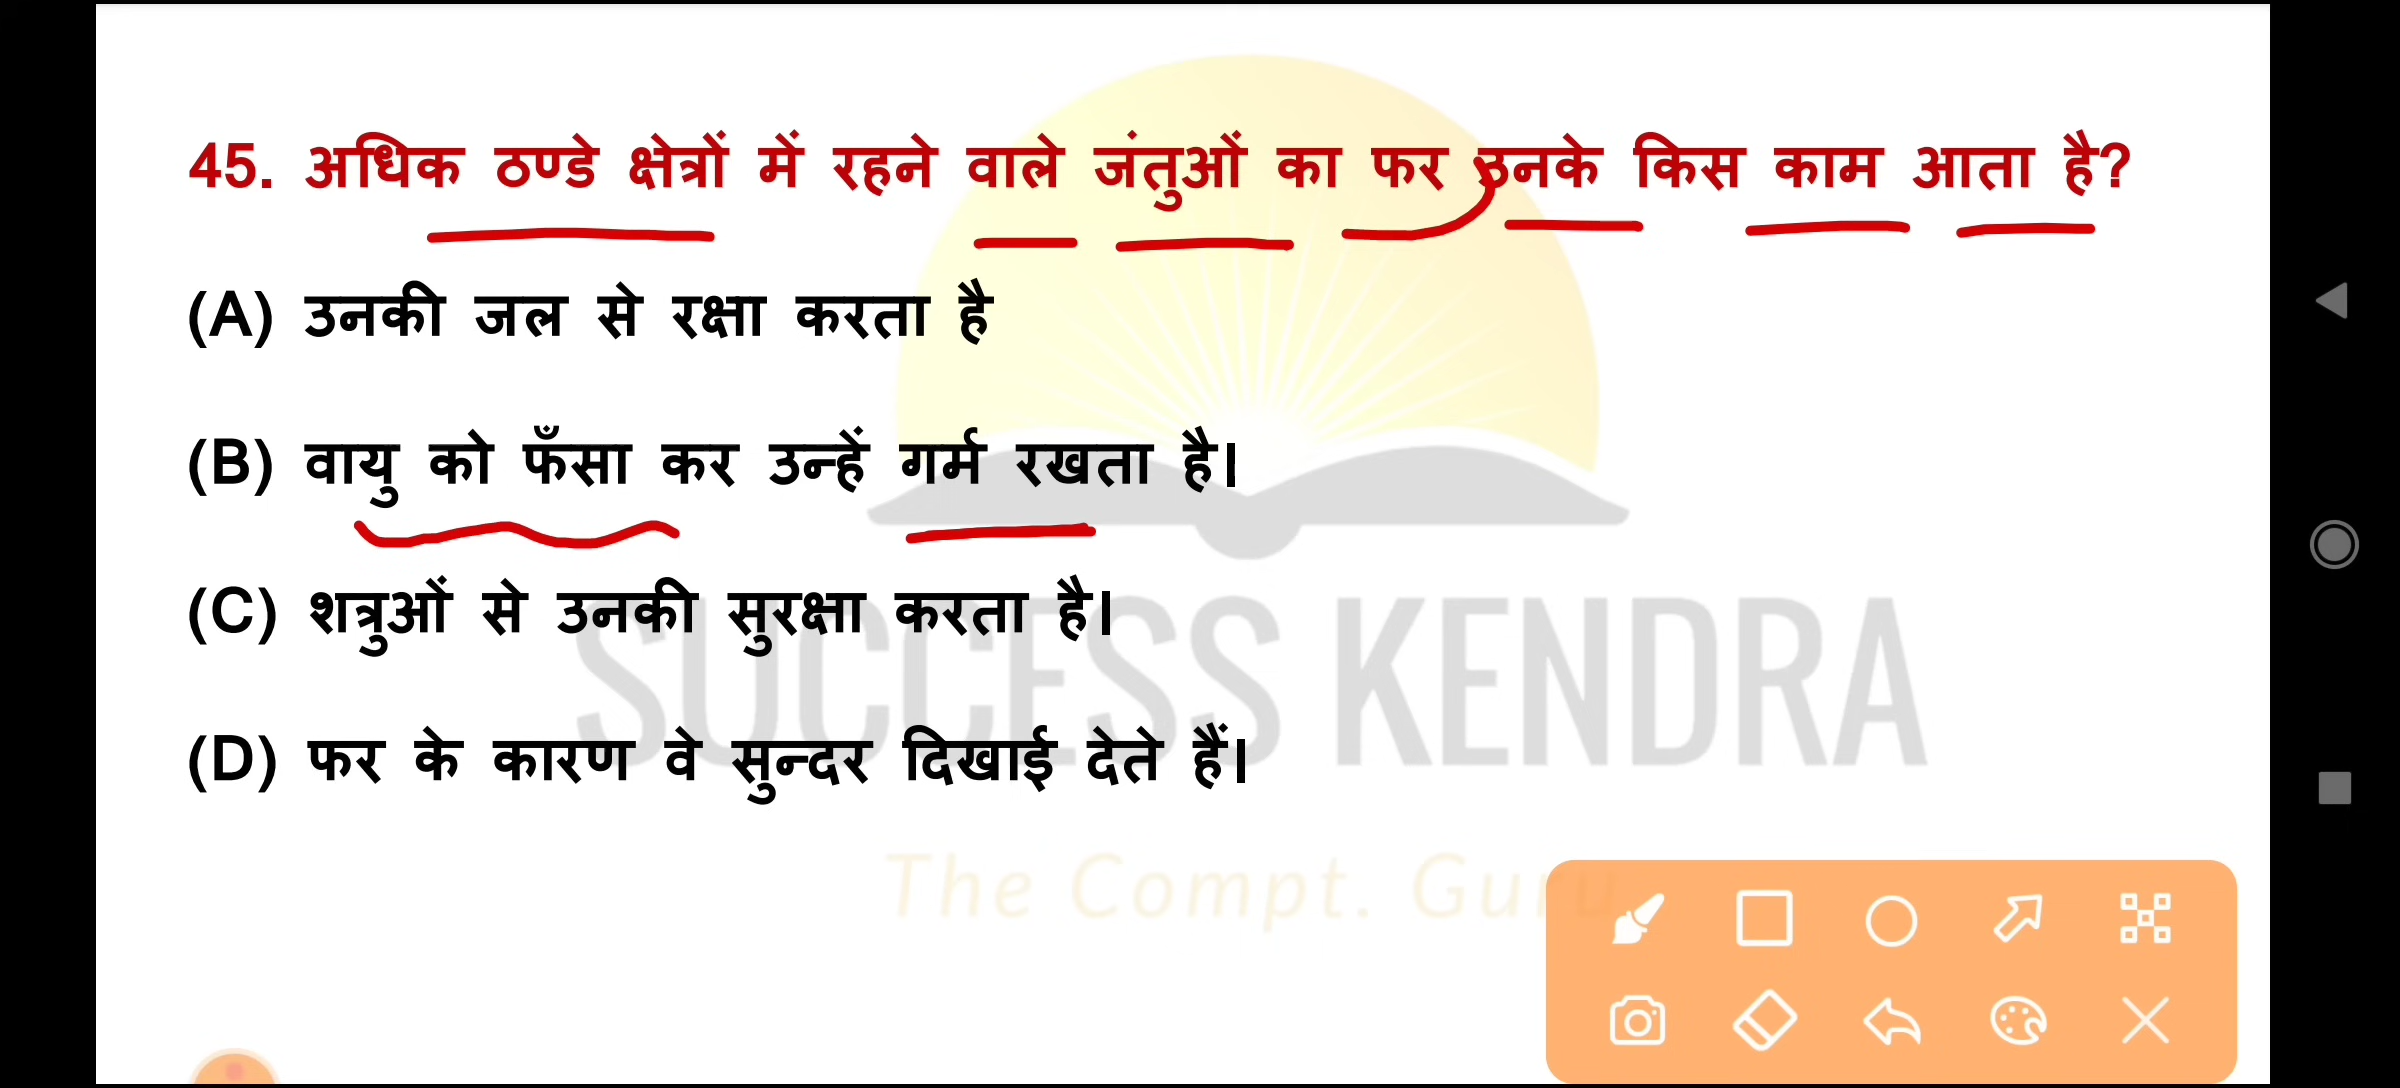 45. अधिक ठण्डे क्षेत्रों में रहने वाले जंतुओं का फर उनके किस काम आता है?
(A) उनकी जल से रक्षा करता है
(B) वायु को फँसा कर उन्हें गर्म रखता है।
(C) शत्रुओं से उनकी सुरक्षा करता है।
SUCCESS KENDRA
(D) फर के कारण वे सुन्दर दिखाई देते हैं।
The Compt. Guru